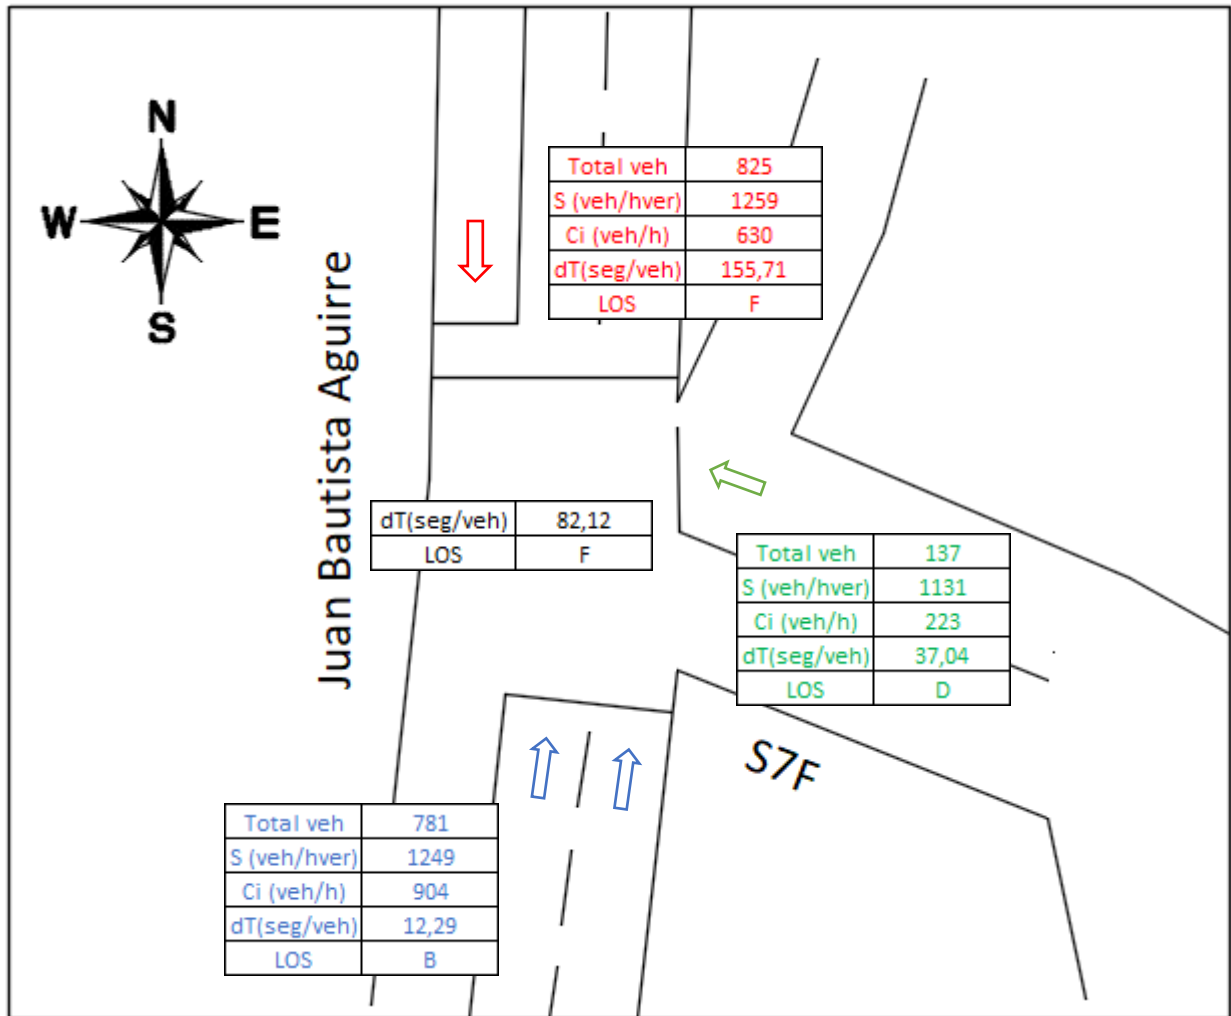 N
W E
S
Juan Bautista Aguirre
Total veh 825
S (veh/hver) 1259
Ci (veh/h) 630
dT(seg/veh) 155,71
LOS F
dT(seg/veh) 82,12
LOS F
Total veh 137
S (veh/hver) 1131
Ci (veh/h) 223
dT(seg/veh) 37,04
LOS D
S7F
Total veh 781
S (veh/hver) 1249
Ci (veh/h) 904
dT(seg/veh) 12,29
LOS B